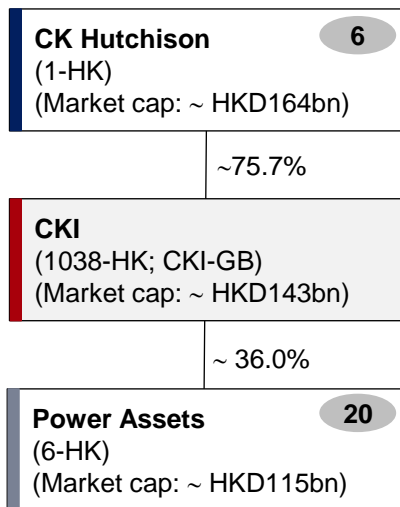 CK Hutchison 6
(1-HK)
(Market cap: ~ HKD164bn)
~75.7%
CKI
(1038-HK; CKI-GB)
(Market cap: ~ HKD143bn)
~ 36.0%
Power Assets 20
(6-HK)
(Market cap: ~ HKD115bn)